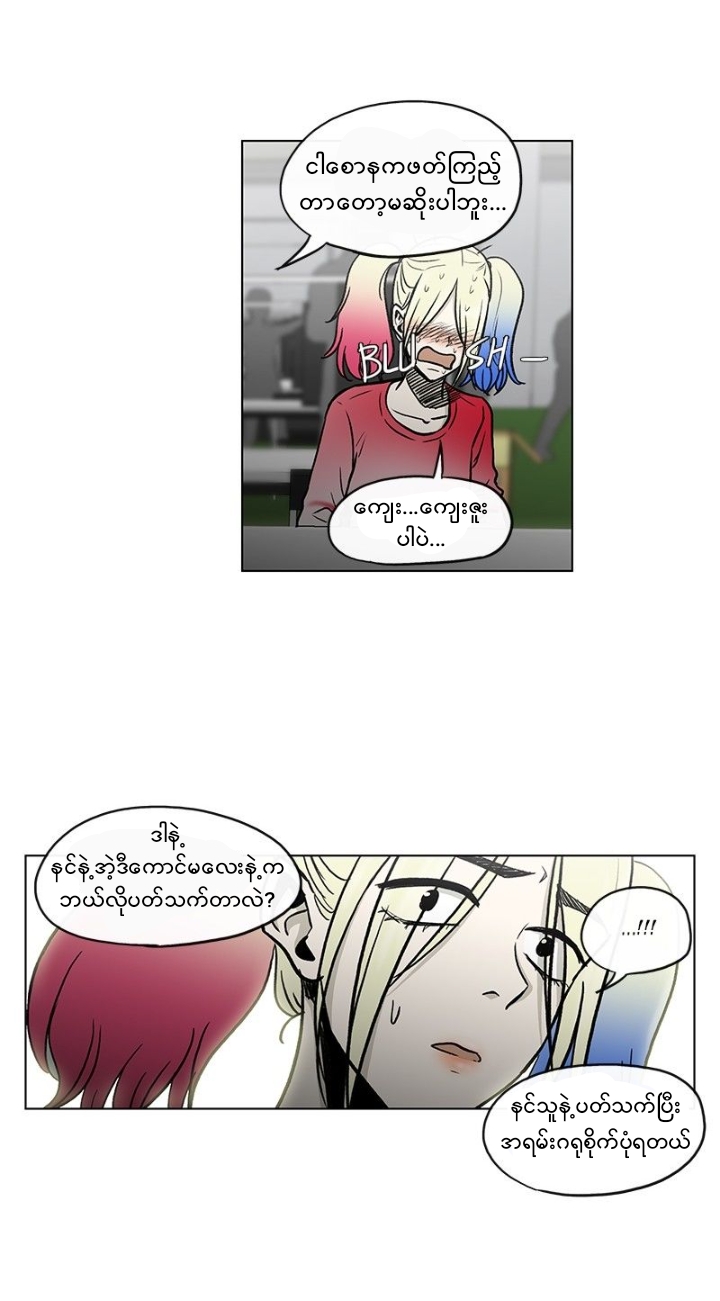 ငါစောနကဖတ်ကြည့်
တာတော့မဆိုးပါဘူး...
BLUSH—
ကျေး...ကျေးဇူး
ပါပဲ...
ဒါနဲ့
နင်နဲ့အဲ့ဒီကောင်မလေးနဲ့က
ဘယ်လိုပတ်သက်တာလဲ?
...!!!
နင်သူနဲ့ပတ်သက်ပြီး
အရမ်းဂရုစိုက်ပုံရတယ်